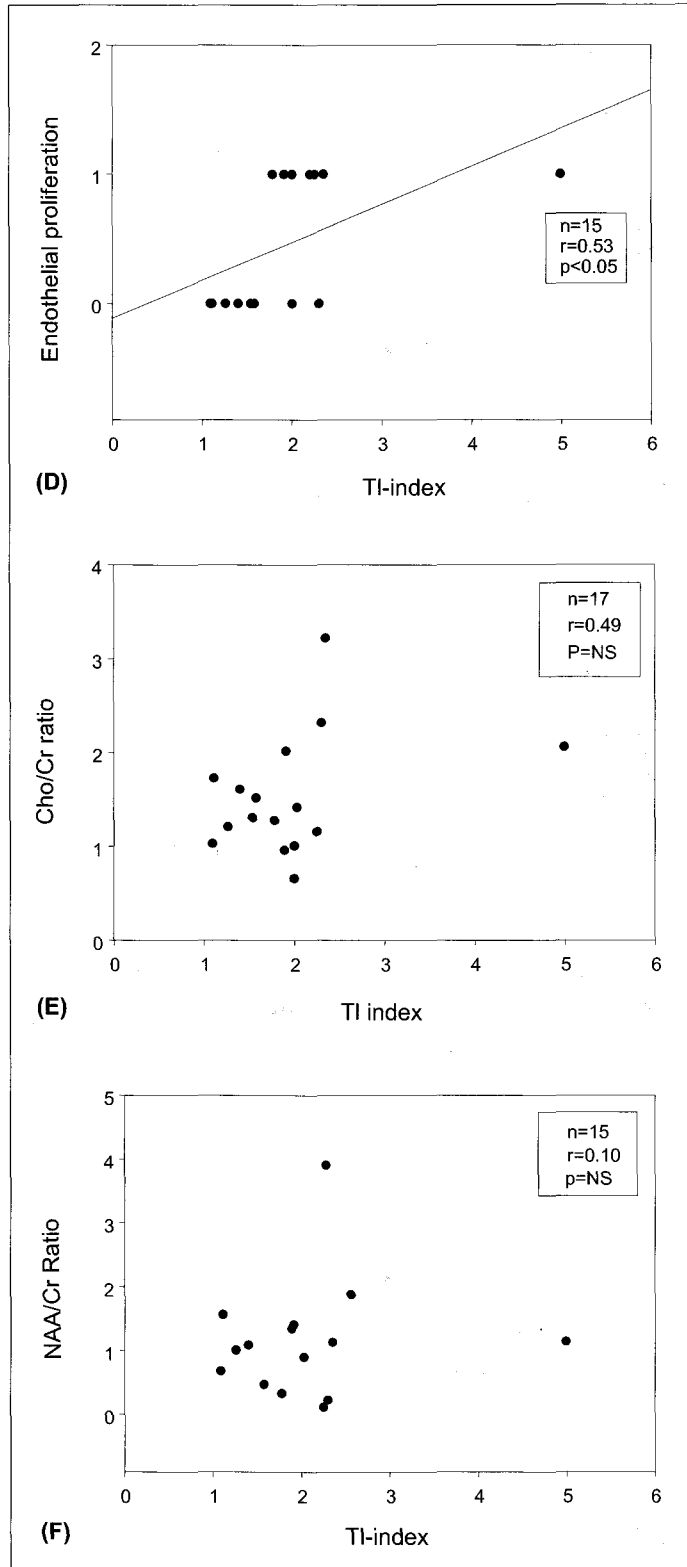 2
Endothelial proliferation
1
n=15
r=0.53
p<0.05
0
0 1 2 3 4 5 6
(D)
TI-index
4
n=17
r=0.49
P=NS
3
Cho/Cr ratio
2
1
0
0 1 2 3 4 5 6
(E)
TI index
5
n=15
r=0.10
p=NS
4
3
NAA/Cr Ratio
2
1
0
0 1 2 3 4 5 6
(F)
TI-index